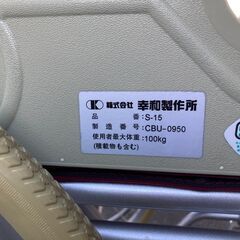 株式会社 幸和製作所
品番:S-15
製造番号:CBU-0950
使用者最大体重:100kg
(積載物も含む)